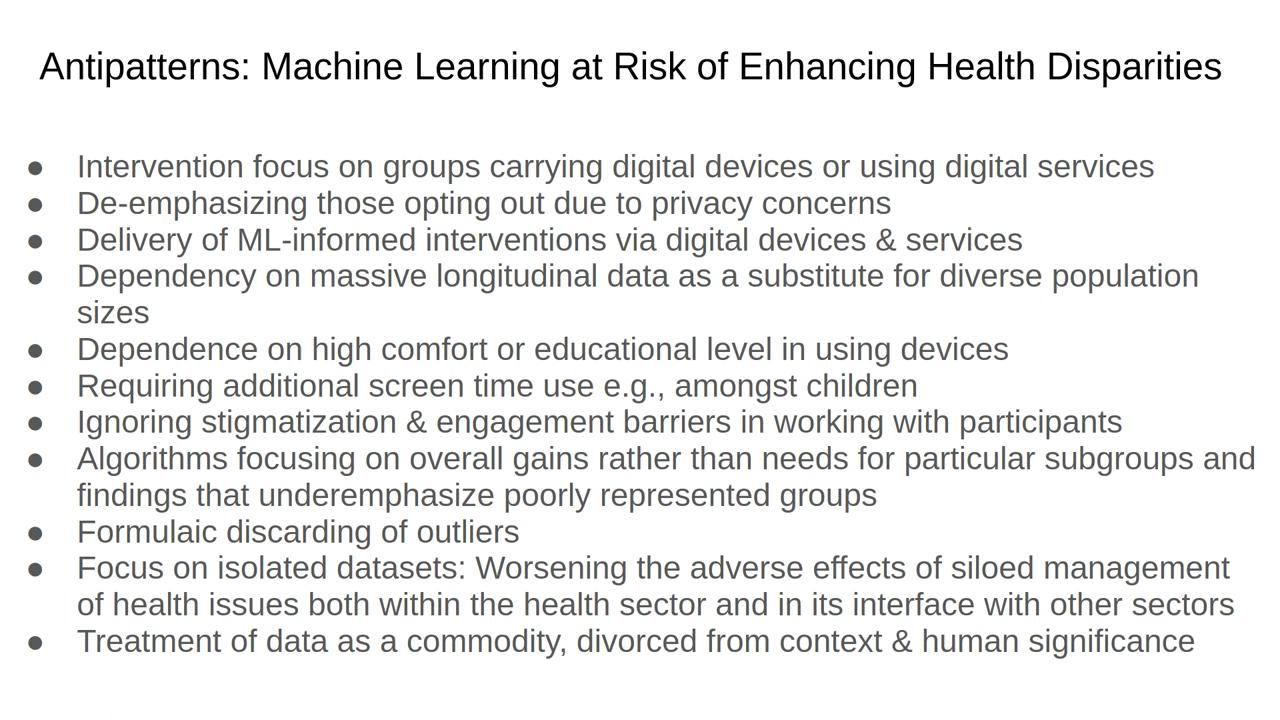 Antipatterns: Machine Learning at Risk of Enhancing Health Disparities
● Intervention focus on groups carrying digital devices or using digital services
● De-emphasizing those opting out due to privacy concerns
● Delivery of ML-informed interventions via digital devices & services
● Dependency on massive longitudinal data as a substitute for diverse population
sizes
● Dependence on high comfort or educational level in using devices
● Requiring additional screen time use e.g., amongst children
● Ignoring stigmatization & engagement barriers in working with participants
● Algorithms focusing on overall gains rather than needs for particular subgroups and
findings that underemphasize poorly represented groups
● Formulaic discarding of outliers
● Focus on isolated datasets: Worsening the adverse effects of siloed management
of health issues both within the health sector and in its interface with other sectors
● Treatment of data as a commodity, divorced from context & human significance